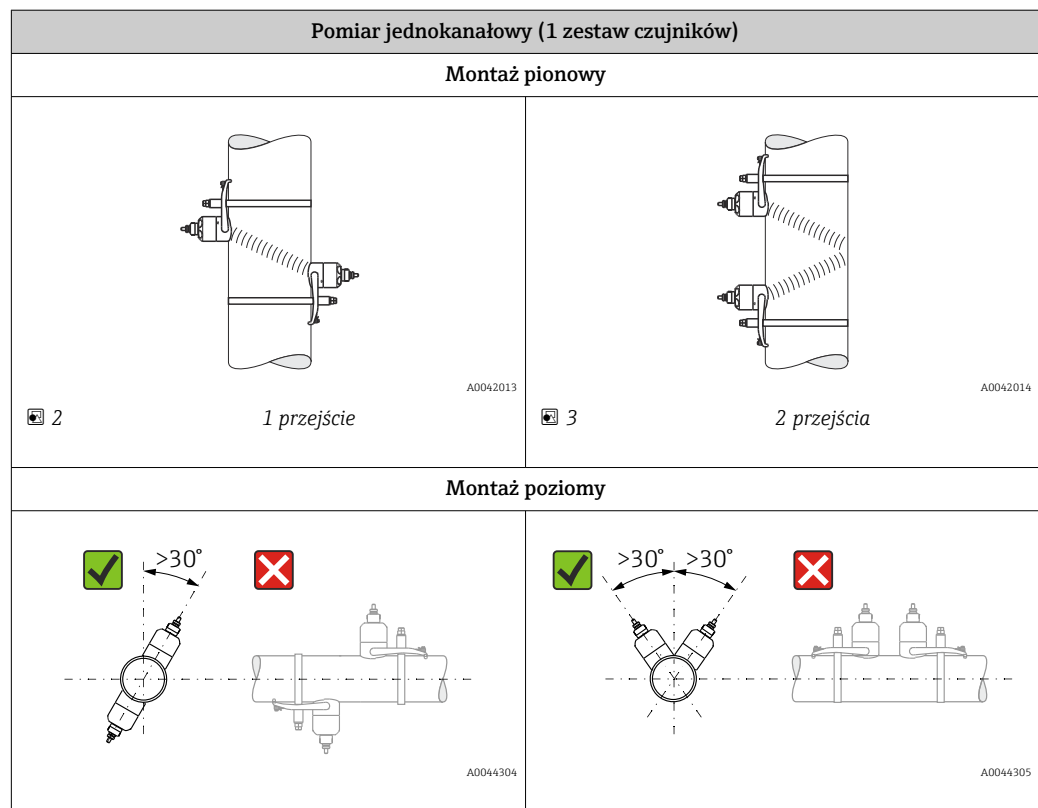 Pomiar jednokanałowy (1 zestaw czujników)
Montaż pionowy
A0042013
2 1 przejście
A0042014
3 2 przejścia
Montaż poziomy
>30°
A0044304
>30° >30°
A0044305